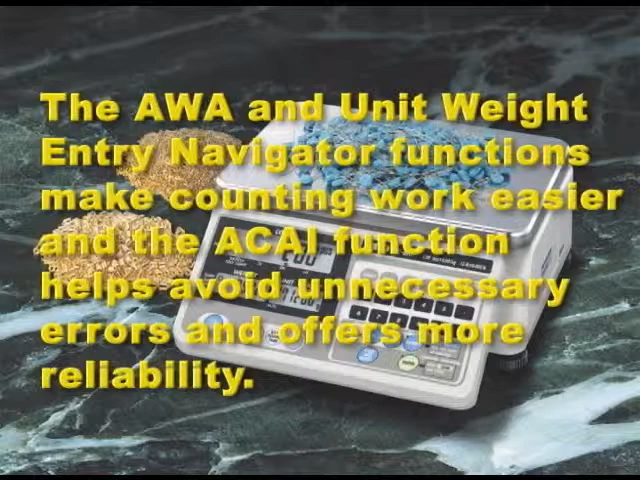 The AWA and Unit Weight
Entry Navigator functions
make counting work easier
and the ACAI function
helps avoid unnecessary
errors and offers more
reliability.